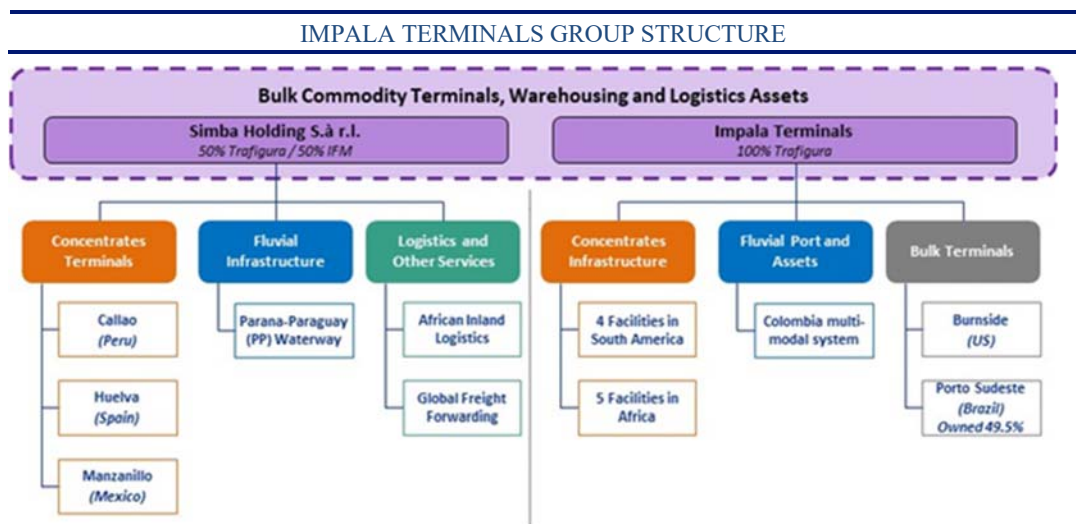 IMPALA TERMINALS GROUP STRUCTURE
Bulk Commodity Terminals, Warehousing and Logistics Assets
Simba Holding S.à r.l.
50% Trafigura / 50% IFM
Impala Terminals
100% Trafigura
Concentrates
Terminals
Fluvial
Infrastructure
Logistics and
Other Services
Concentrates
Infrastructure
Fluvial Port and
Assets
Bulk Terminals
Callao
(Peru)
Parana-Paraguay
(PP) Waterway
African Inland
Logistics
4 Facilities in
South America
Colombia multi-
modal system
Burnside
(US)
Huelva
(Spain)
Global Freight
Forwarding
5 Facilities in
Africa
Porto Sudeste
(Brazil)
Owned 49.5%
Manzanillo
(Mexico)